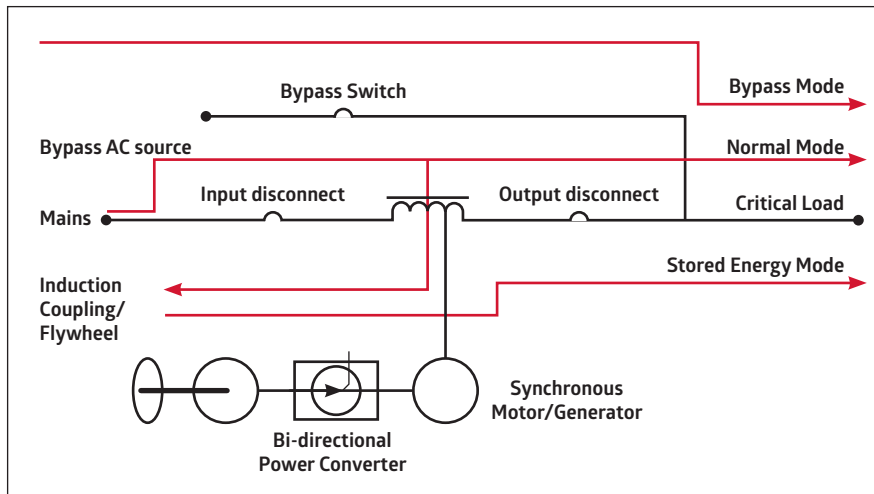 Bypass Mode
Bypass Switch
Bypass AC source
Normal Mode
Input disconnect
Output disconnect
Mains
Critical Load
Stored Energy Mode
Induction
Coupling/
Flywheel
Synchronous
Motor/Generator
Bi-directional
Power Converter